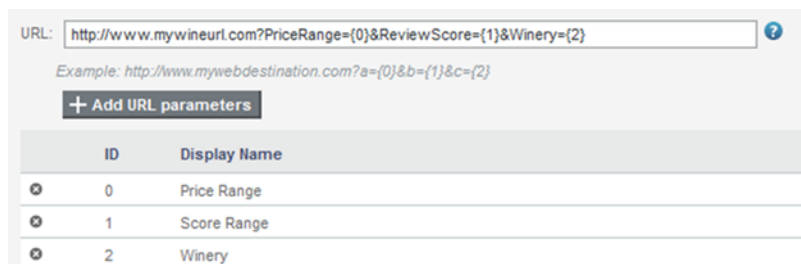 URL: http://www.mywineurl.com?PriceRange={0}&ReviewScore={1}&Winery={2} ?
Example: http://www.mywebdestination.com?a={0}&b={1}&c={2}
+ Add URL parameters
ID Display Name
0 Price Range
1 Score Range
2 Winery